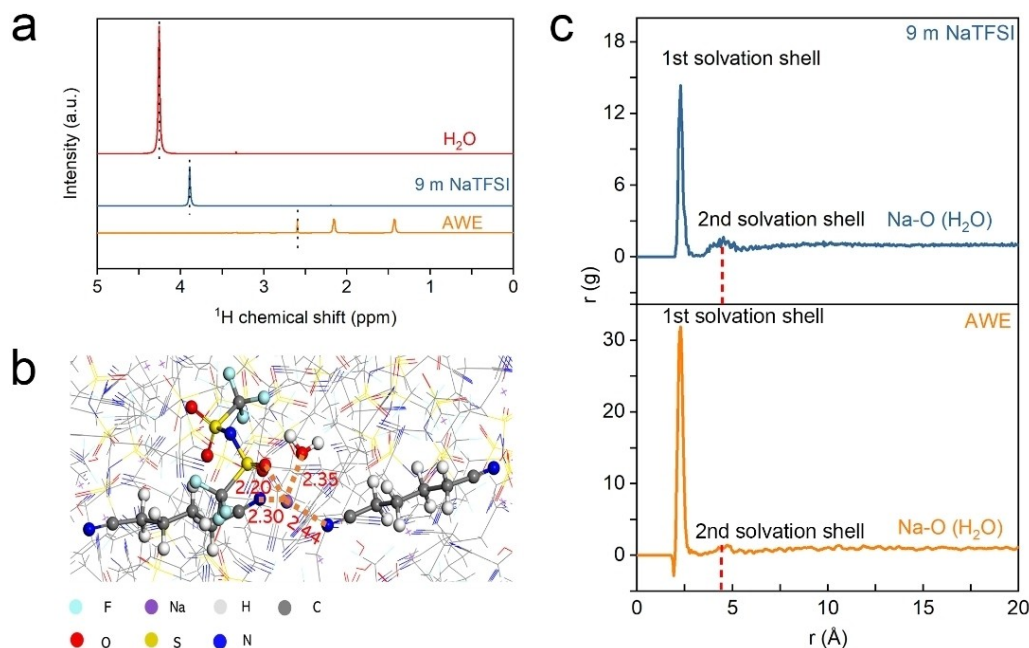 a
Intensity (a.u.)
H₂O
9 m NaTFSI
AWE
5 4 3 2 1 0
¹H chemical shift (ppm)
b
2.20
2.35
2.30
2.44
F Na H C
O S N
c
r (g)
18
12
6
0
9 m NaTFSI
1st solvation shell
2nd solvation shell
Na-O (H₂O)
30
20
10
0
AWE
1st solvation shell
2nd solvation shell
Na-O (H₂O)
0 5 10 15 20
r (Å)